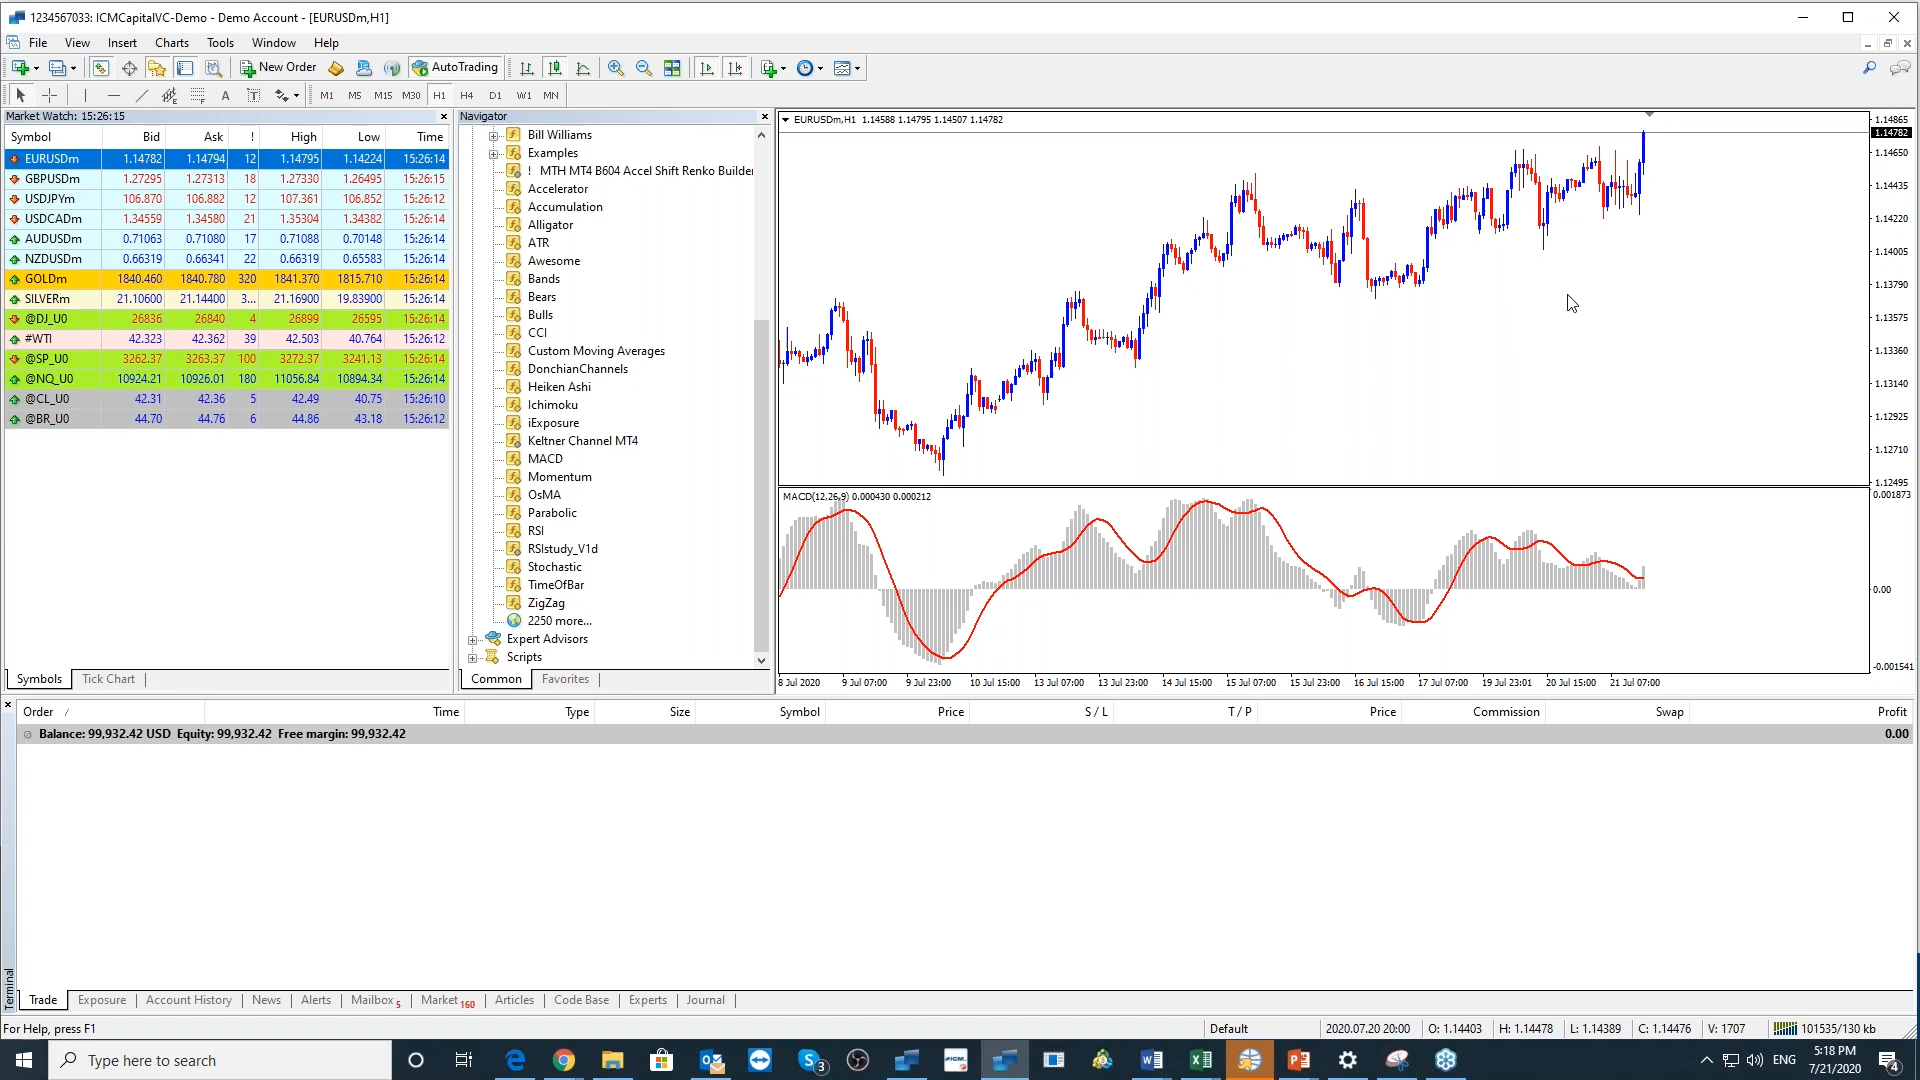 1234567033: ICMCapitalVC-Demo - Demo Account - [EURUSDm,H1]
File View Insert Charts Tools Window Help
New Order AutoTrading
A T M1 M5 M15 M30 H1 H4 D1 W1 MN
Market Watch: 15:26:15
Symbol Bid Ask ! High Low Time
EURUSDm 1.14782 1.14794 12 1.14795 1.14224 15:26:14
GBPUSDm 1.27295 1.27313 18 1.27330 1.26495 15:26:15
USDJPYm 106.870 106.882 12 107.361 106.852 15:26:12
USDCADm 1.34559 1.34580 21 1.35304 1.34382 15:26:14
AUDUSDm 0.71063 0.71080 17 0.71088 0.70148 15:26:14
NZDUSDm 0.66319 0.66341 22 0.66319 0.65583 15:26:14
GOLDm 1840.460 1840.780 320 1841.370 1815.710 15:26:14
SILVERm 21.10600 21.14400 3... 21.16900 19.83900 15:26:14
@DJ_U0 26836 26840 4 26899 26595 15:26:14
#WTI 42.323 42.362 39 42.503 40.764 15:26:12
@SP_U0 3262.37 3263.37 100 3272.37 3241.13 15:26:14
@NQ_U0 10924.21 10926.01 180 11056.84 10894.34 15:26:14
@CL_U0 42.31 42.36 5 42.49 40.75 15:26:10
@BR_U0 44.70 44.76 6 44.86 43.18 15:26:12
Symbols Tick Chart
Navigator
Bill Williams
Examples
! MTH MT4 B604 Accel Shift Renko Builder
Accelerator
Accumulation
Alligator
ATR
Awesome
Bands
Bears
Bulls
CCI
Custom Moving Averages
DonchianChannels
Heiken Ashi
Ichimoku
iExposure
Keltner Channel MT4
MACD
Momentum
OsMA
Parabolic
RSI
RSIstudy_V1d
Stochastic
TimeOfBar
ZigZag
2250 more...
Expert Advisors
Scripts
Common Favorites
EURUSDm,H1 1.14588 1.14795 1.14507 1.14782
1.14865
1.14782
1.14650
1.14435
1.14220
1.14005
1.13790
1.13575
1.13360
1.13140
1.12925
1.12710
1.12495
MACD(12,26,9) 0.000430 0.000212
0.001873
0.00
-0.001541
8 Jul 2020 9 Jul 07:00 9 Jul 23:00 10 Jul 15:00 13 Jul 07:00 13 Jul 23:00 14 Jul 15:00 15 Jul 07:00 15 Jul 23:00 16 Jul 15:00 17 Jul 07:00 19 Jul 23:01 20 Jul 15:00 21 Jul 07:00
Order / Time Type Size Symbol Price S / L T / P Price Commission Swap Profit
Balance: 99,932.42 USD Equity: 99,932.42 Free margin: 99,932.42 0.00
Terminal
Trade Exposure Account History News Alerts Mailbox 5 Market 160 Articles Code Base Experts Journal
For Help, press F1 Default 2020.07.20 20:00 O: 1.14403 H: 1.14478 L: 1.14389 C: 1.14476 V: 1707 101535/130 kb
Type here to search
ENG
5:18 PM
7/21/2020
4